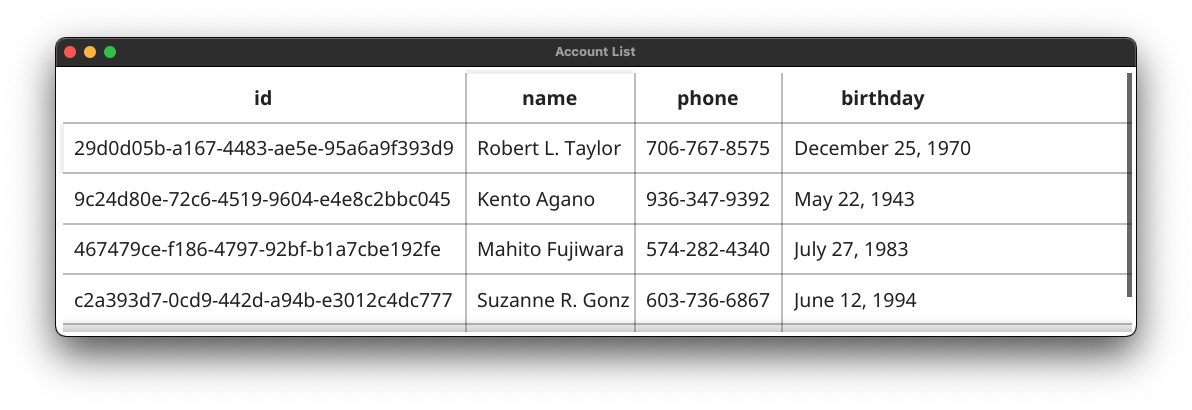 Account List
id name phone birthday
29d0d05b-a167-4483-ae5e-95a6a9f393d9 Robert L. Taylor 706-767-8575 December 25, 1970
9c24d80e-72c6-4519-9604-e4e8c2bbc045 Kento Agano 936-347-9392 May 22, 1943
467479ce-f186-4797-92bf-b1a7cbe192fe Mahito Fujiwara 574-282-4340 July 27, 1983
c2a393d7-0cd9-442d-a94b-e3012c4dc777 Suzanne R. Gonz 603-736-6867 June 12, 1994